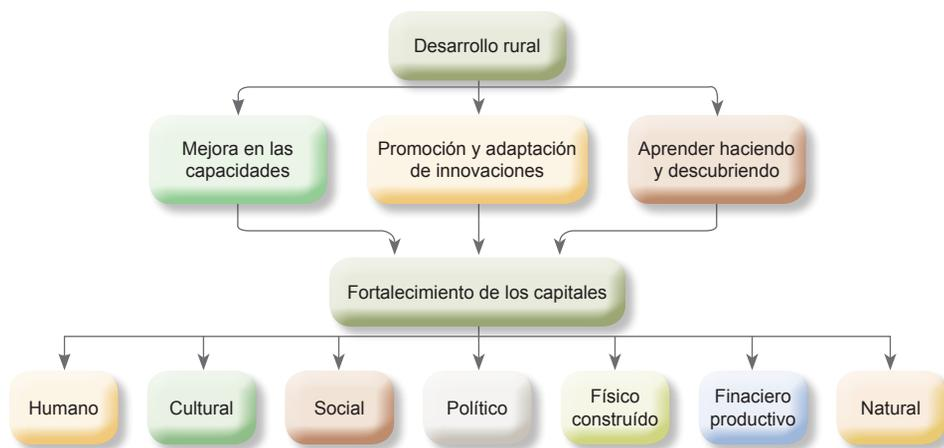 Desarrollo rural
Mejora en las
capacidades
Promoción y adaptación
de innovaciones
Aprender haciendo
y descubriendo
Fortalecimiento de los capitales
Humano
Cultural
Social
Político
Físico
construído
Finaciero
productivo
Natural